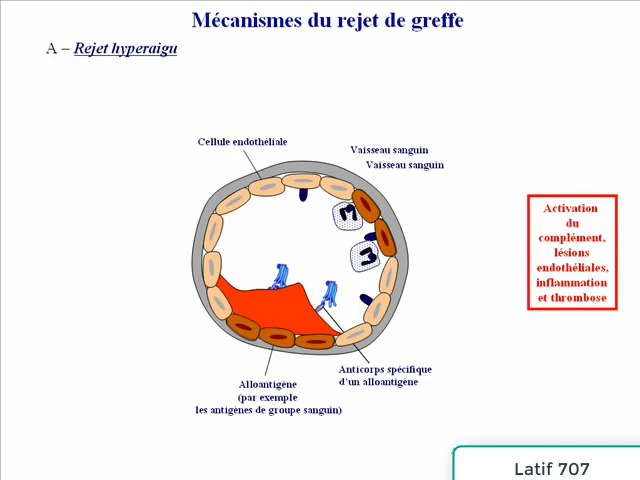 Mécanismes du rejet de greffe
A – Rejet hyperaigu
Cellule endothéliale
Vaisseau sanguin
Vaisseau sanguin
Activation
du
complément,
lésions
endothéliales,
inflammation
et thrombose
Anticorps spécifique
d'un alloantigène
Alloantigène
(par exemple
les antigènes de groupe sanguin)
Latif 707